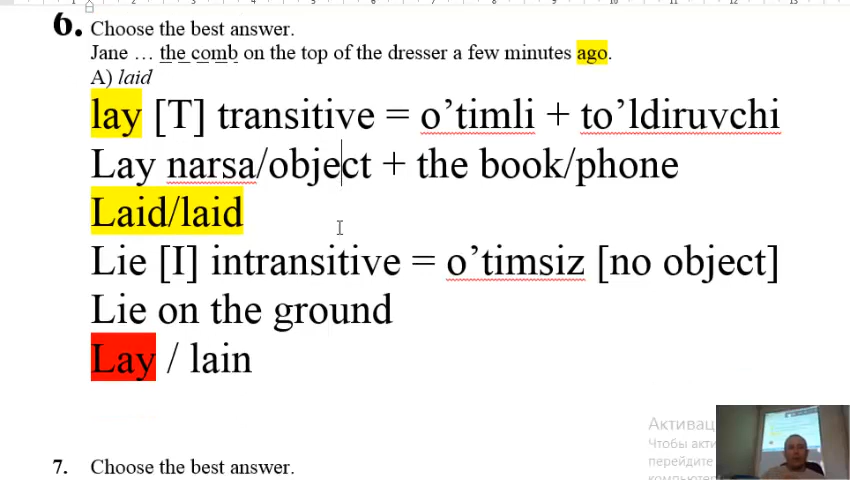 6. Choose the best answer.
Jane … the comb on the top of the dresser a few minutes ago.
A) laid
lay [T] transitive = o’timli + to’ldiruvchi
Lay narsa/object + the book/phone
Laid/laid
Lie [I] intransitive = o’timsiz [no object]
Lie on the ground
Lay / lain
Активац
Чтобы акти
перейдите
компьютер
7. Choose the best answer.